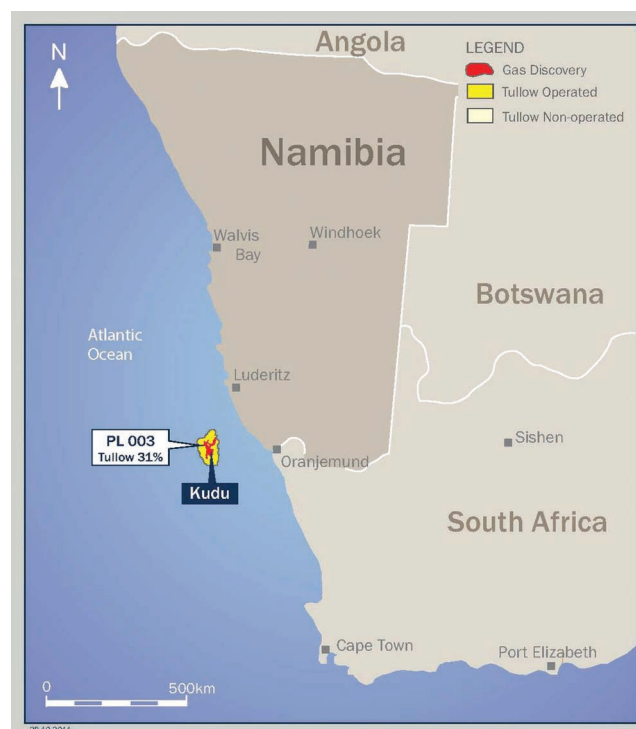 N
Angola
LEGEND
Gas Discovery
Tullow Operated
Tullow Non-operated
Namibia
Walvis
Bay
Windhoek
Botswana
Atlantic
Ocean
Luderitz
PL 003
Tullow 31%
Kudu
Oranjemund
Sishen
South Africa
Cape Town
Port Elizabeth
0
500km